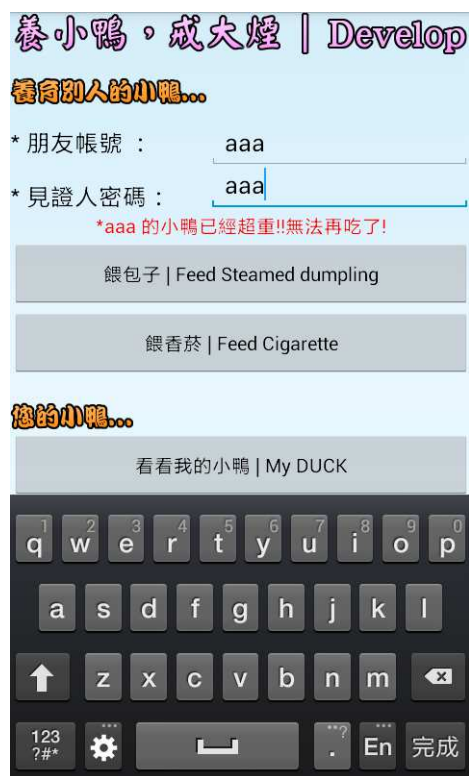 養小鴨，戒大煙 | Develop
養育別人的小鴨...
* 朋友帳號 ： aaa
* 見證人密碼： aaa
*aaa 的小鴨已經超重!!無法再吃了!
餵包子 | Feed Steamed dumpling
餵香菸 | Feed Cigarette
您的小鴨...
看看我的小鴨 | My DUCK
1 2 3 4 5 6 7 8 9 0
q w e r t y u i o p
a s d f g h j k l
z x c v b n m
123 ?#* . En 完成